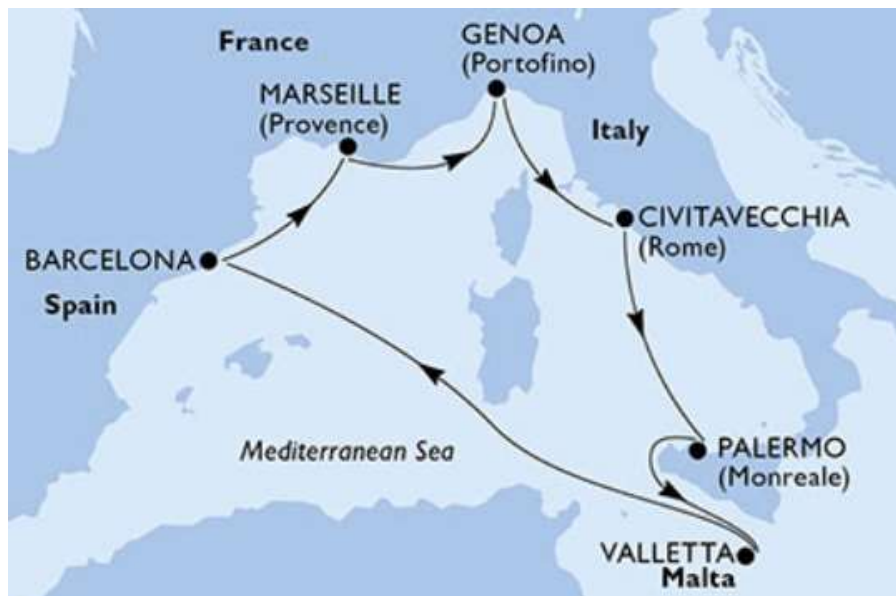 France
GENOA
(Portofino)
MARSEILLE
(Provence)
Italy
CIVITAVECCHIA
(Rome)
BARCELONA
Spain
Mediterranean Sea
PALERMO
(Monreale)
VALLETTA
Malta